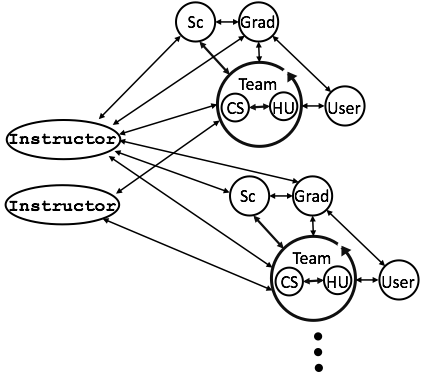 Sc
Grad
Team
CS
HU
User
Instructor
Instructor
Sc
Grad
Team
CS
HU
User